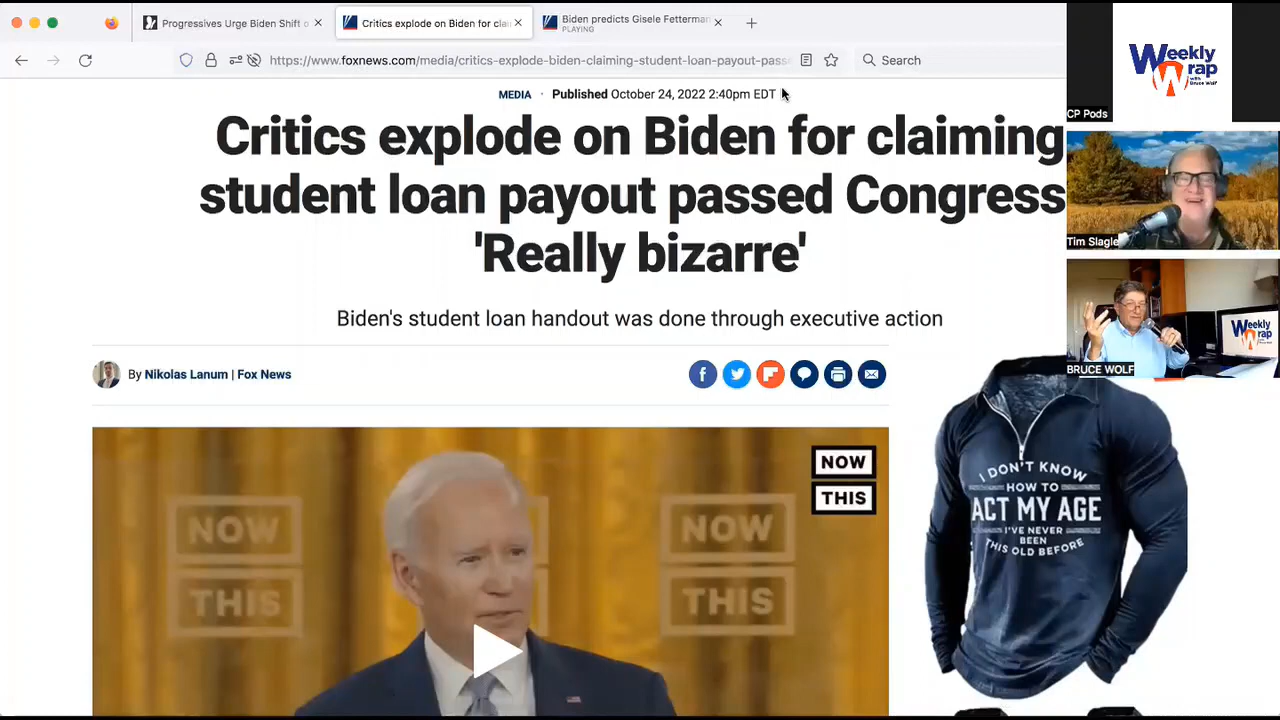 Progressives Urge Biden Shift o
Critics explode on Biden for clai
Biden predicts Gisele Fetterman
PLAYING
https://www.foxnews.com/media/critics-explode-biden-claiming-student-loan-payout-passe
Search
MEDIA · Published October 24, 2022 2:40pm EDT
Critics explode on Biden for claiming
student loan payout passed Congress
'Really bizarre'
Biden's student loan handout was done through executive action
By Nikolas Lanum | Fox News
NOW
THIS
NOW
THIS
NOW
THIS
Weekly
Wrap
with Bruce Wolf
CP Pods
Tim Slagle
Weekly
Wrap
BRUCE WOLF
I DON'T KNOW
HOW TO
ACT MY AGE
I'VE NEVER
BEEN
THIS OLD BEFORE